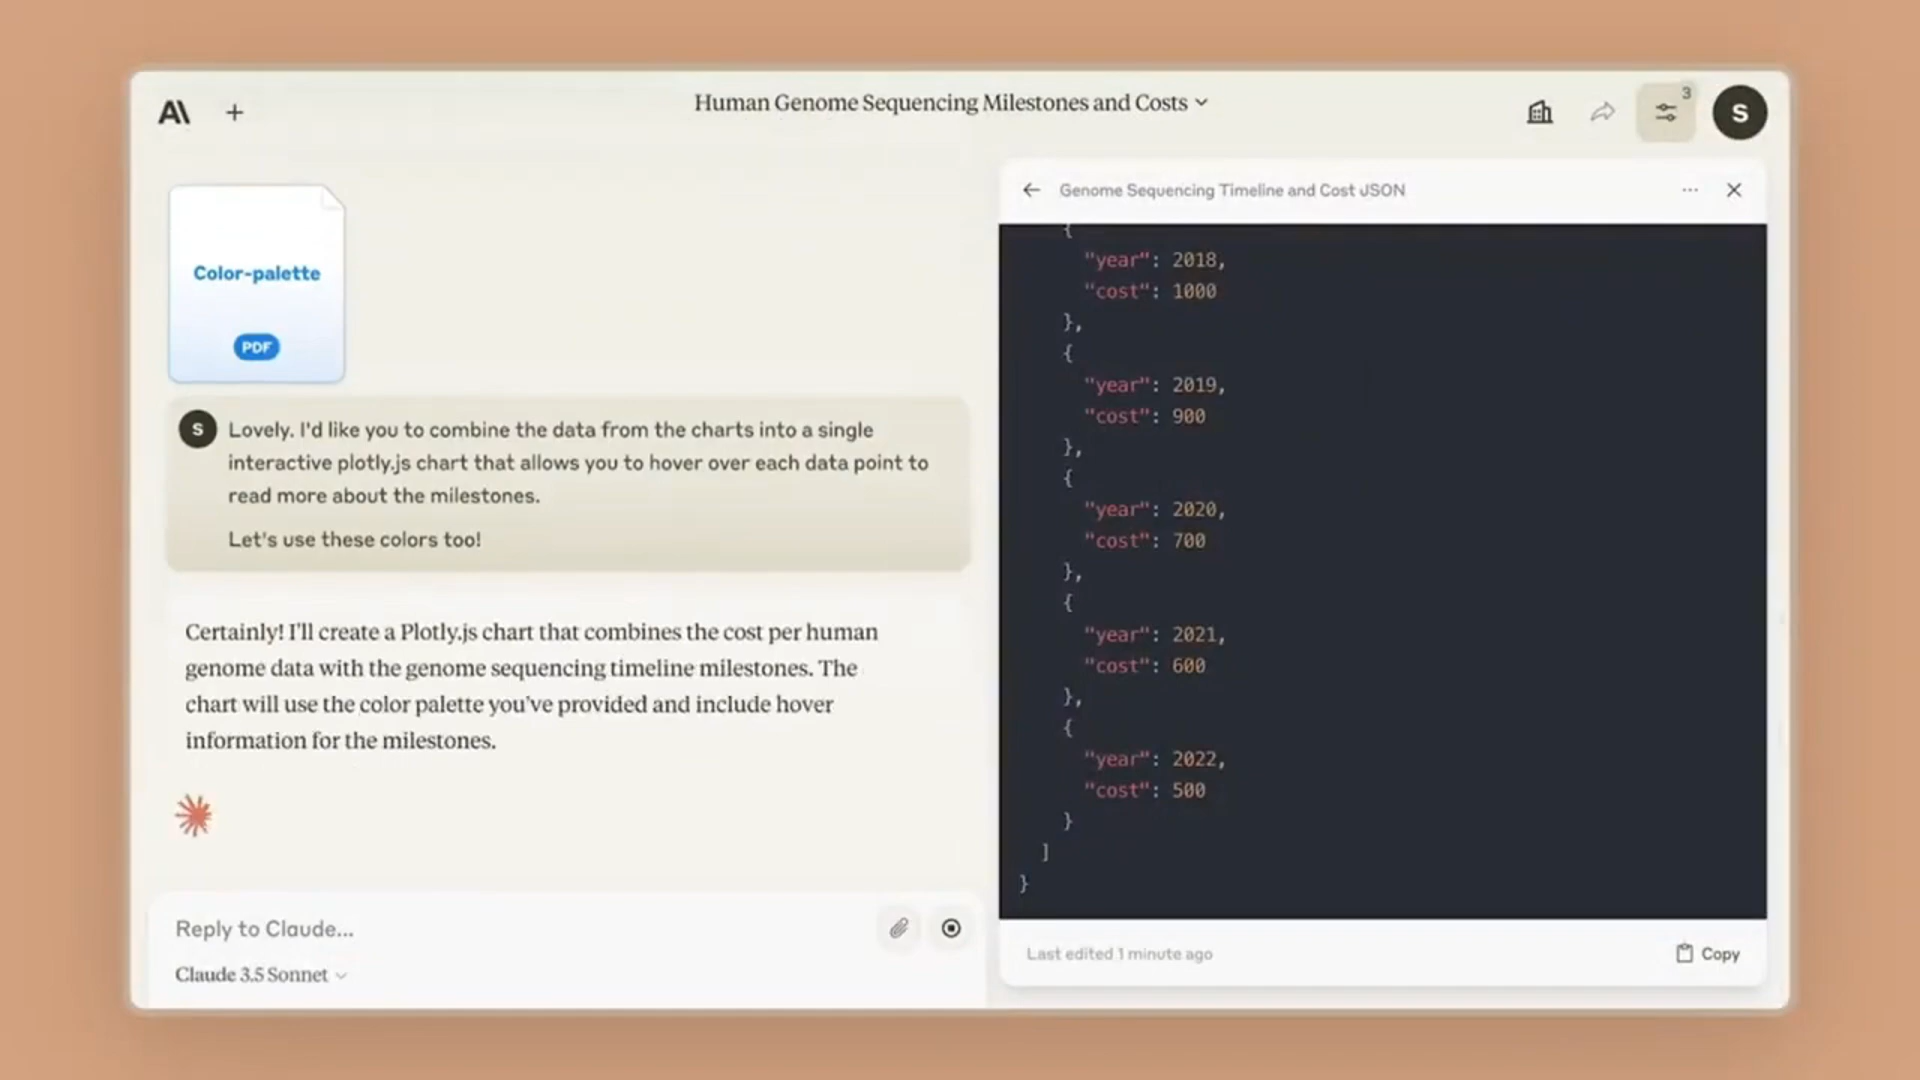 Human Genome Sequencing Milestones and Costs
3
S
Color-palette
PDF
S
Lovely. I'd like you to combine the data from the charts into a single
interactive plotly.js chart that allows you to hover over each data point to
read more about the milestones.
Let's use these colors too!
Certainly! I'll create a Plotly.js chart that combines the cost per human
genome data with the genome sequencing timeline milestones. The
chart will use the color palette you've provided and include hover
information for the milestones.
Reply to Claude...
Claude 3.5 Sonnet
Genome Sequencing Timeline and Cost JSON
{
"year": 2018,
"cost": 1000
},
{
"year": 2019,
"cost": 900
},
{
"year": 2020,
"cost": 700
},
{
"year": 2021,
"cost": 600
},
{
"year": 2022,
"cost": 500
}
]
}
Last edited 1 minute ago
Copy